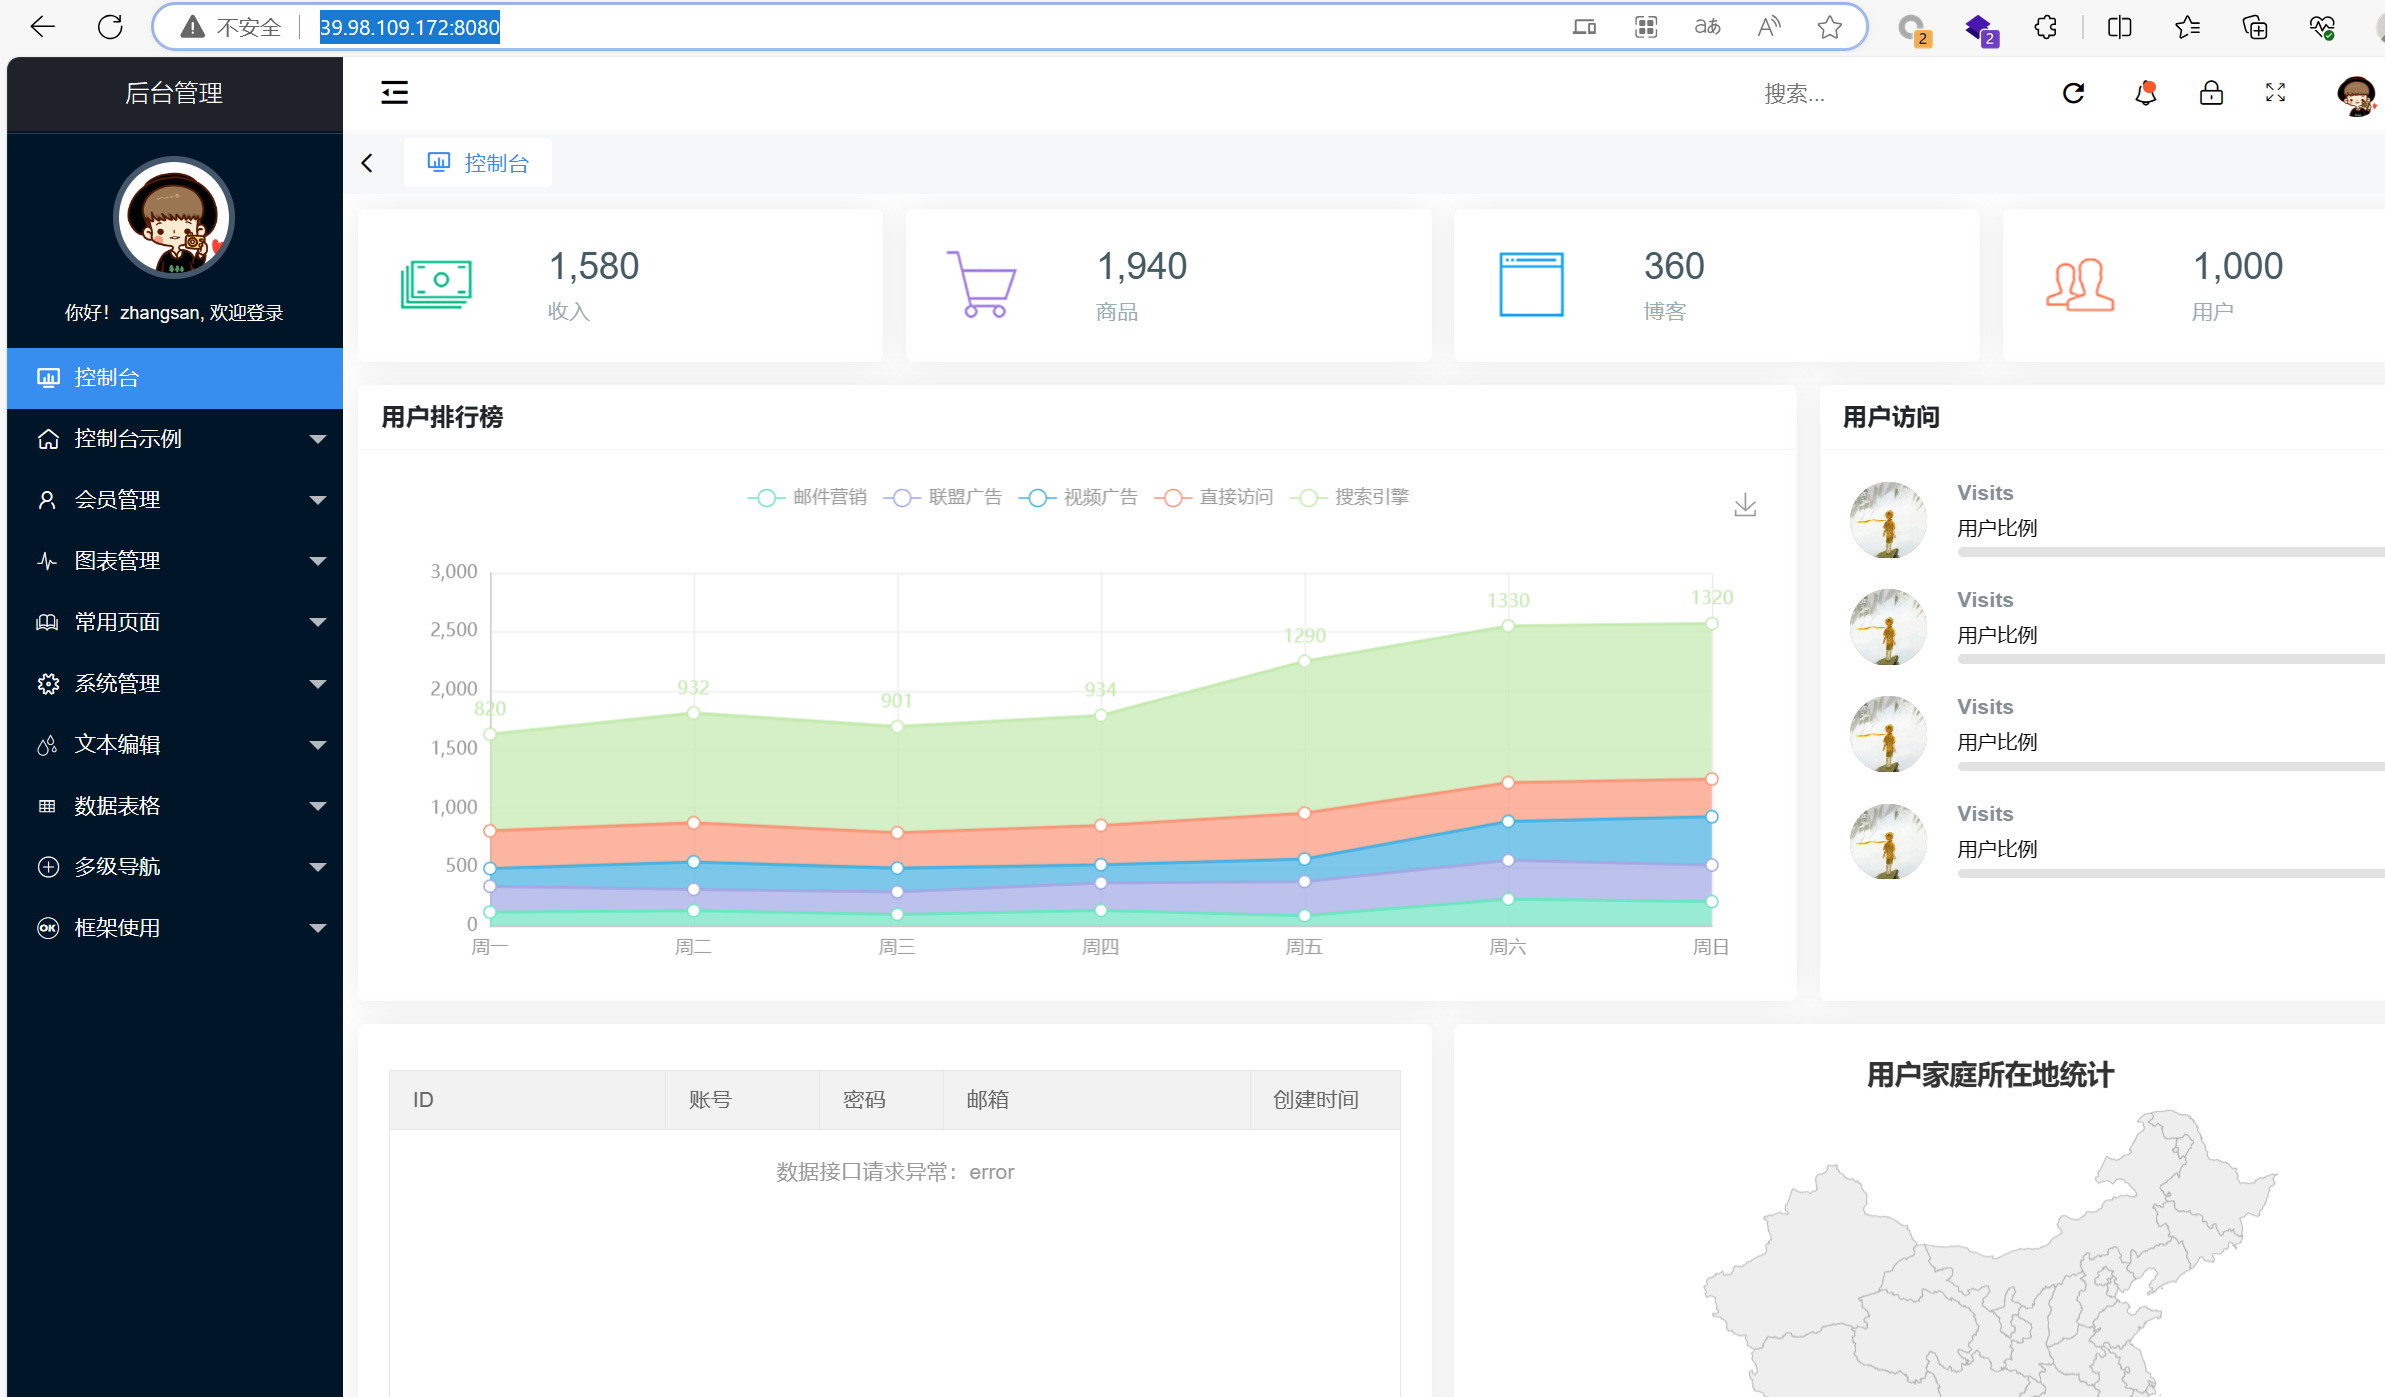 不安全
39.98.109.172:8080
aあ
A
2
2
后台管理
搜索...
控制台
你好！zhangsan, 欢迎登录
控制台
控制台示例
会员管理
图表管理
常用页面
系统管理
文本编辑
数据表格
多级导航
OK 框架使用
1,580
收入
1,940
商品
360
博客
1,000
用户
用户排行榜
邮件营销 联盟广告 视频广告 直接访问 搜索引擎
3,000
2,500
2,000
1,500
1,000
500
0
820
932
901
934
1290
1330
1320
周一 周二 周三 周四 周五 周六 周日
用户访问
Visits
用户比例
Visits
用户比例
Visits
用户比例
Visits
用户比例
ID 账号 密码 邮箱 创建时间
数据接口请求异常：error
用户家庭所在地统计